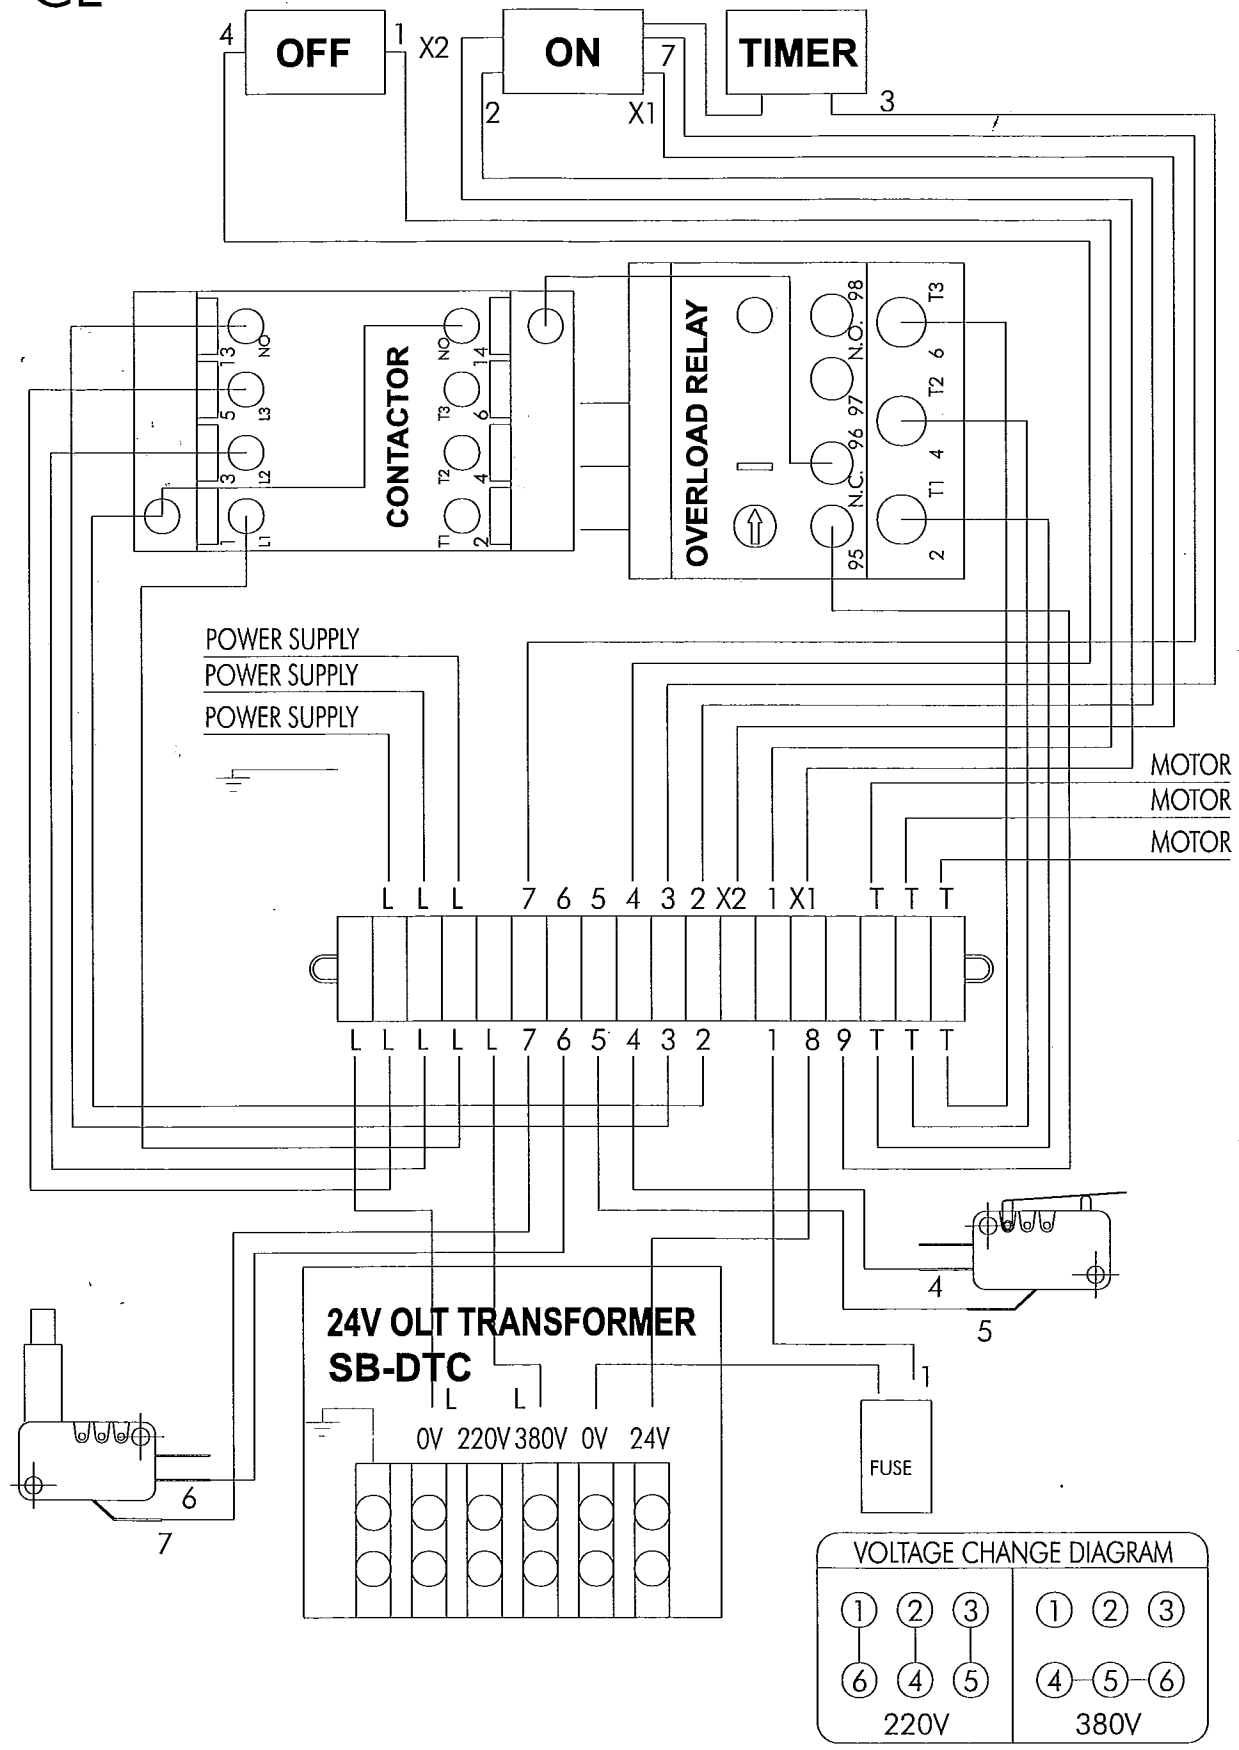 4 OFF 1 X2 ON 7 TIMER
2 X1 3
13 NO NO 14
5 L3 T3 6
3 L2 T2 4
1 L1 T1 2
CONTACTOR
OVERLOAD RELAY
95 N.C. 96 97 N.O. 98
2 T1 4 T2 6 T3
POWER SUPPLY
POWER SUPPLY
POWER SUPPLY
MOTOR
MOTOR
MOTOR
L L L 7 6 5 4 3 2 X2 1 X1 T T T
L L L L L 7 6 5 4 3 2 1 8 9 T T T
4
5
24V OLT TRANSFORMER
SB-DTC
L L
0V 220V 380V 0V 24V
1
FUSE
6
7
VOLTAGE CHANGE DIAGRAM
1 2 3 1 2 3
6 4 5 4 5 6
220V 380V